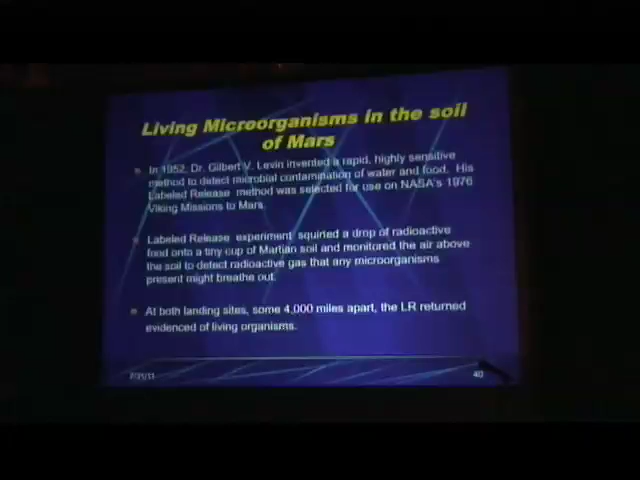 Living Microorganisms in the soil
of Mars
In 1952, Dr. Gilbert V. Levin invented a rapid, highly sensitive
method to detect microbial contamination of water and food. His
Labeled Release method was selected for use on NASA's 1976
Viking Missions to Mars.
Labeled Release experiment squirted a drop of radioactive
food onto a tiny cup of Martian soil and monitored the air above
the soil to detect radioactive gas that any microorganisms
present might breathe out.
At both landing sites, some 4,000 miles apart, the LR returned
evidenced of living organisms.
40